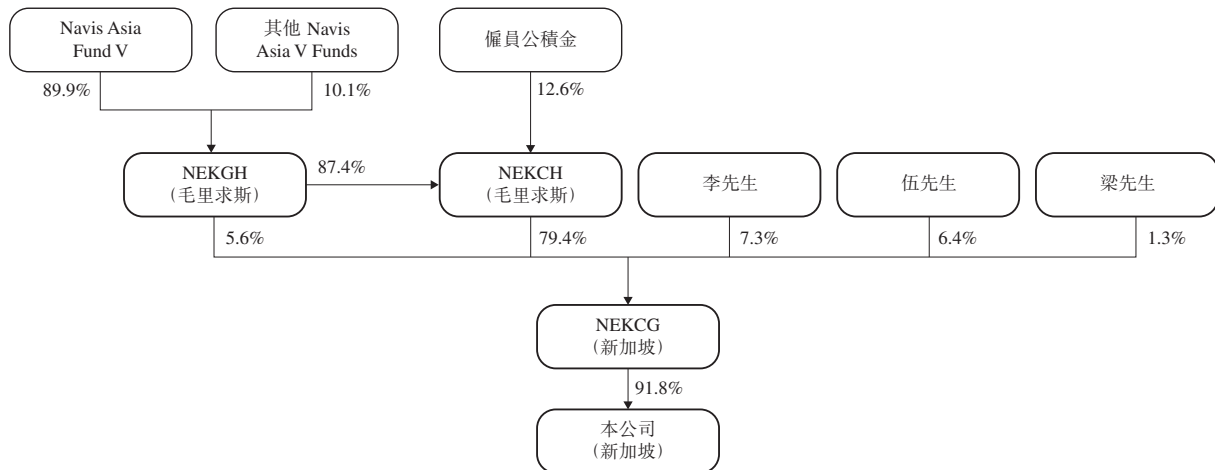 Navis Asia
Fund V
其他 Navis
Asia V Funds
僱員公積金
89.9%
10.1%
12.6%
NEKGH
(毛里求斯)
87.4%
NEKCH
(毛里求斯)
李先生
伍先生
梁先生
5.6%
79.4%
7.3%
6.4%
1.3%
NEKCG
(新加坡)
91.8%
本公司
(新加坡)